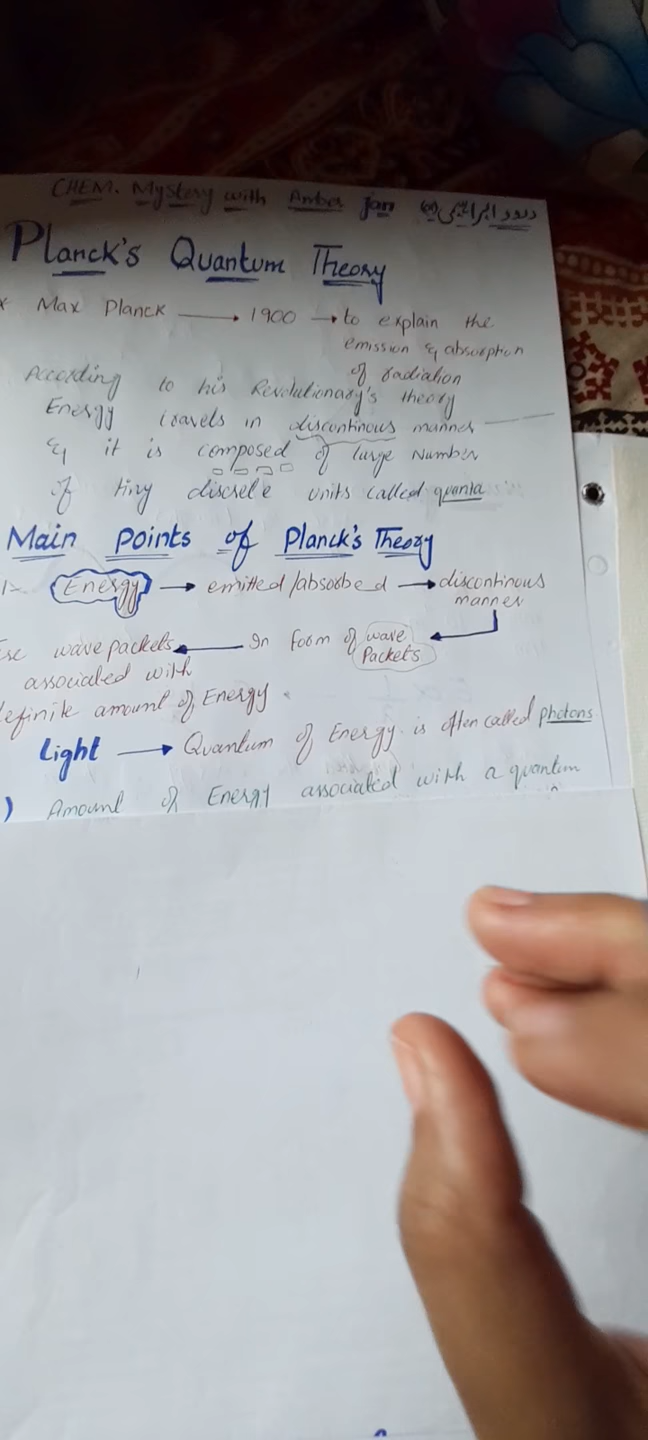 CHEM. Mystery with Amber Jan درود ابراہیمی
Planck's Quantum Theory
Max Planck → 1900 → to explain the
emission & absorption
of radiation
According to his Revolutionary's theory
Energy travels in discontinous manner
& it is composed of large Number
of tiny discrete units called quanta
Main points of Planck's Theory
1- Energy → emitted/absorbed → discontinous
manner
wave packets ← In Form of wave
Packets
associated with
definite amount of Energy
Light → Quantum of Energy is often called photons
) Amount of Energy associated with a quantum